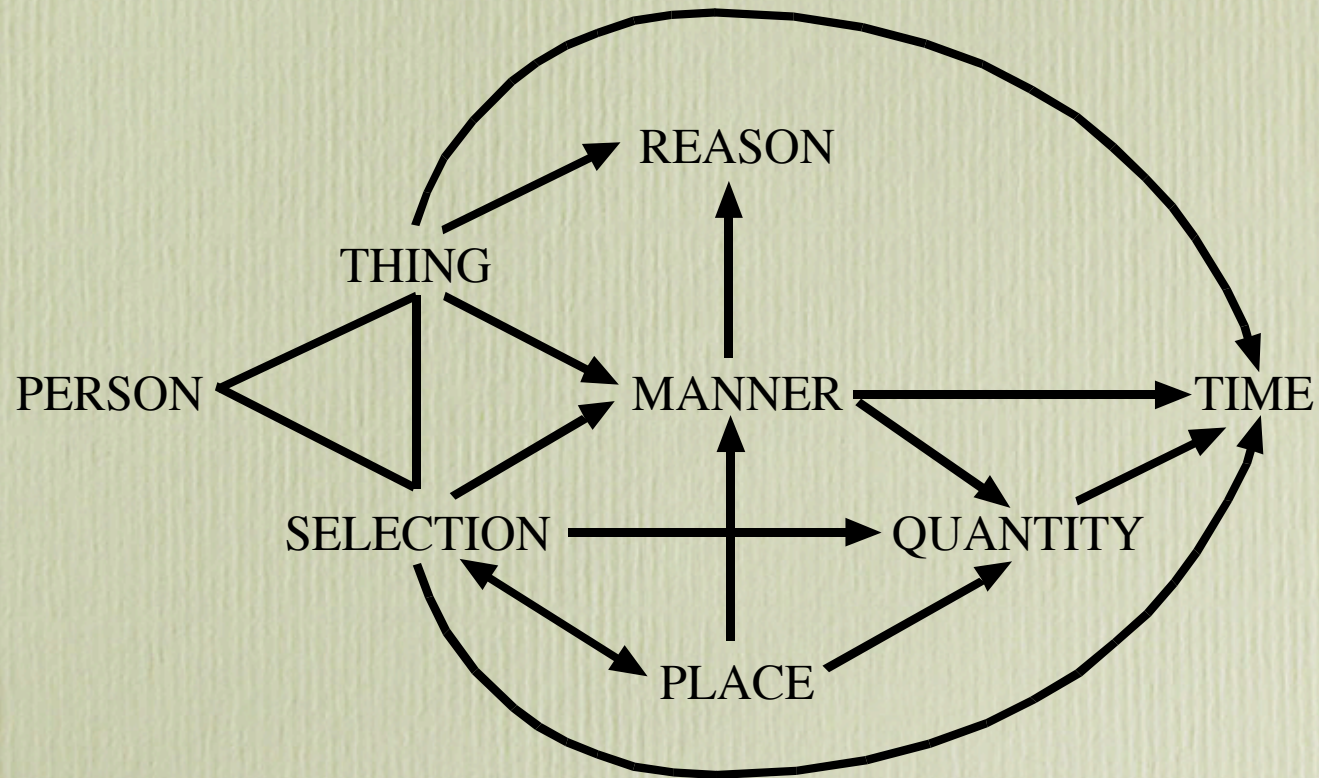 REASON
THING
PERSON
MANNER
TIME
SELECTION
QUANTITY
PLACE